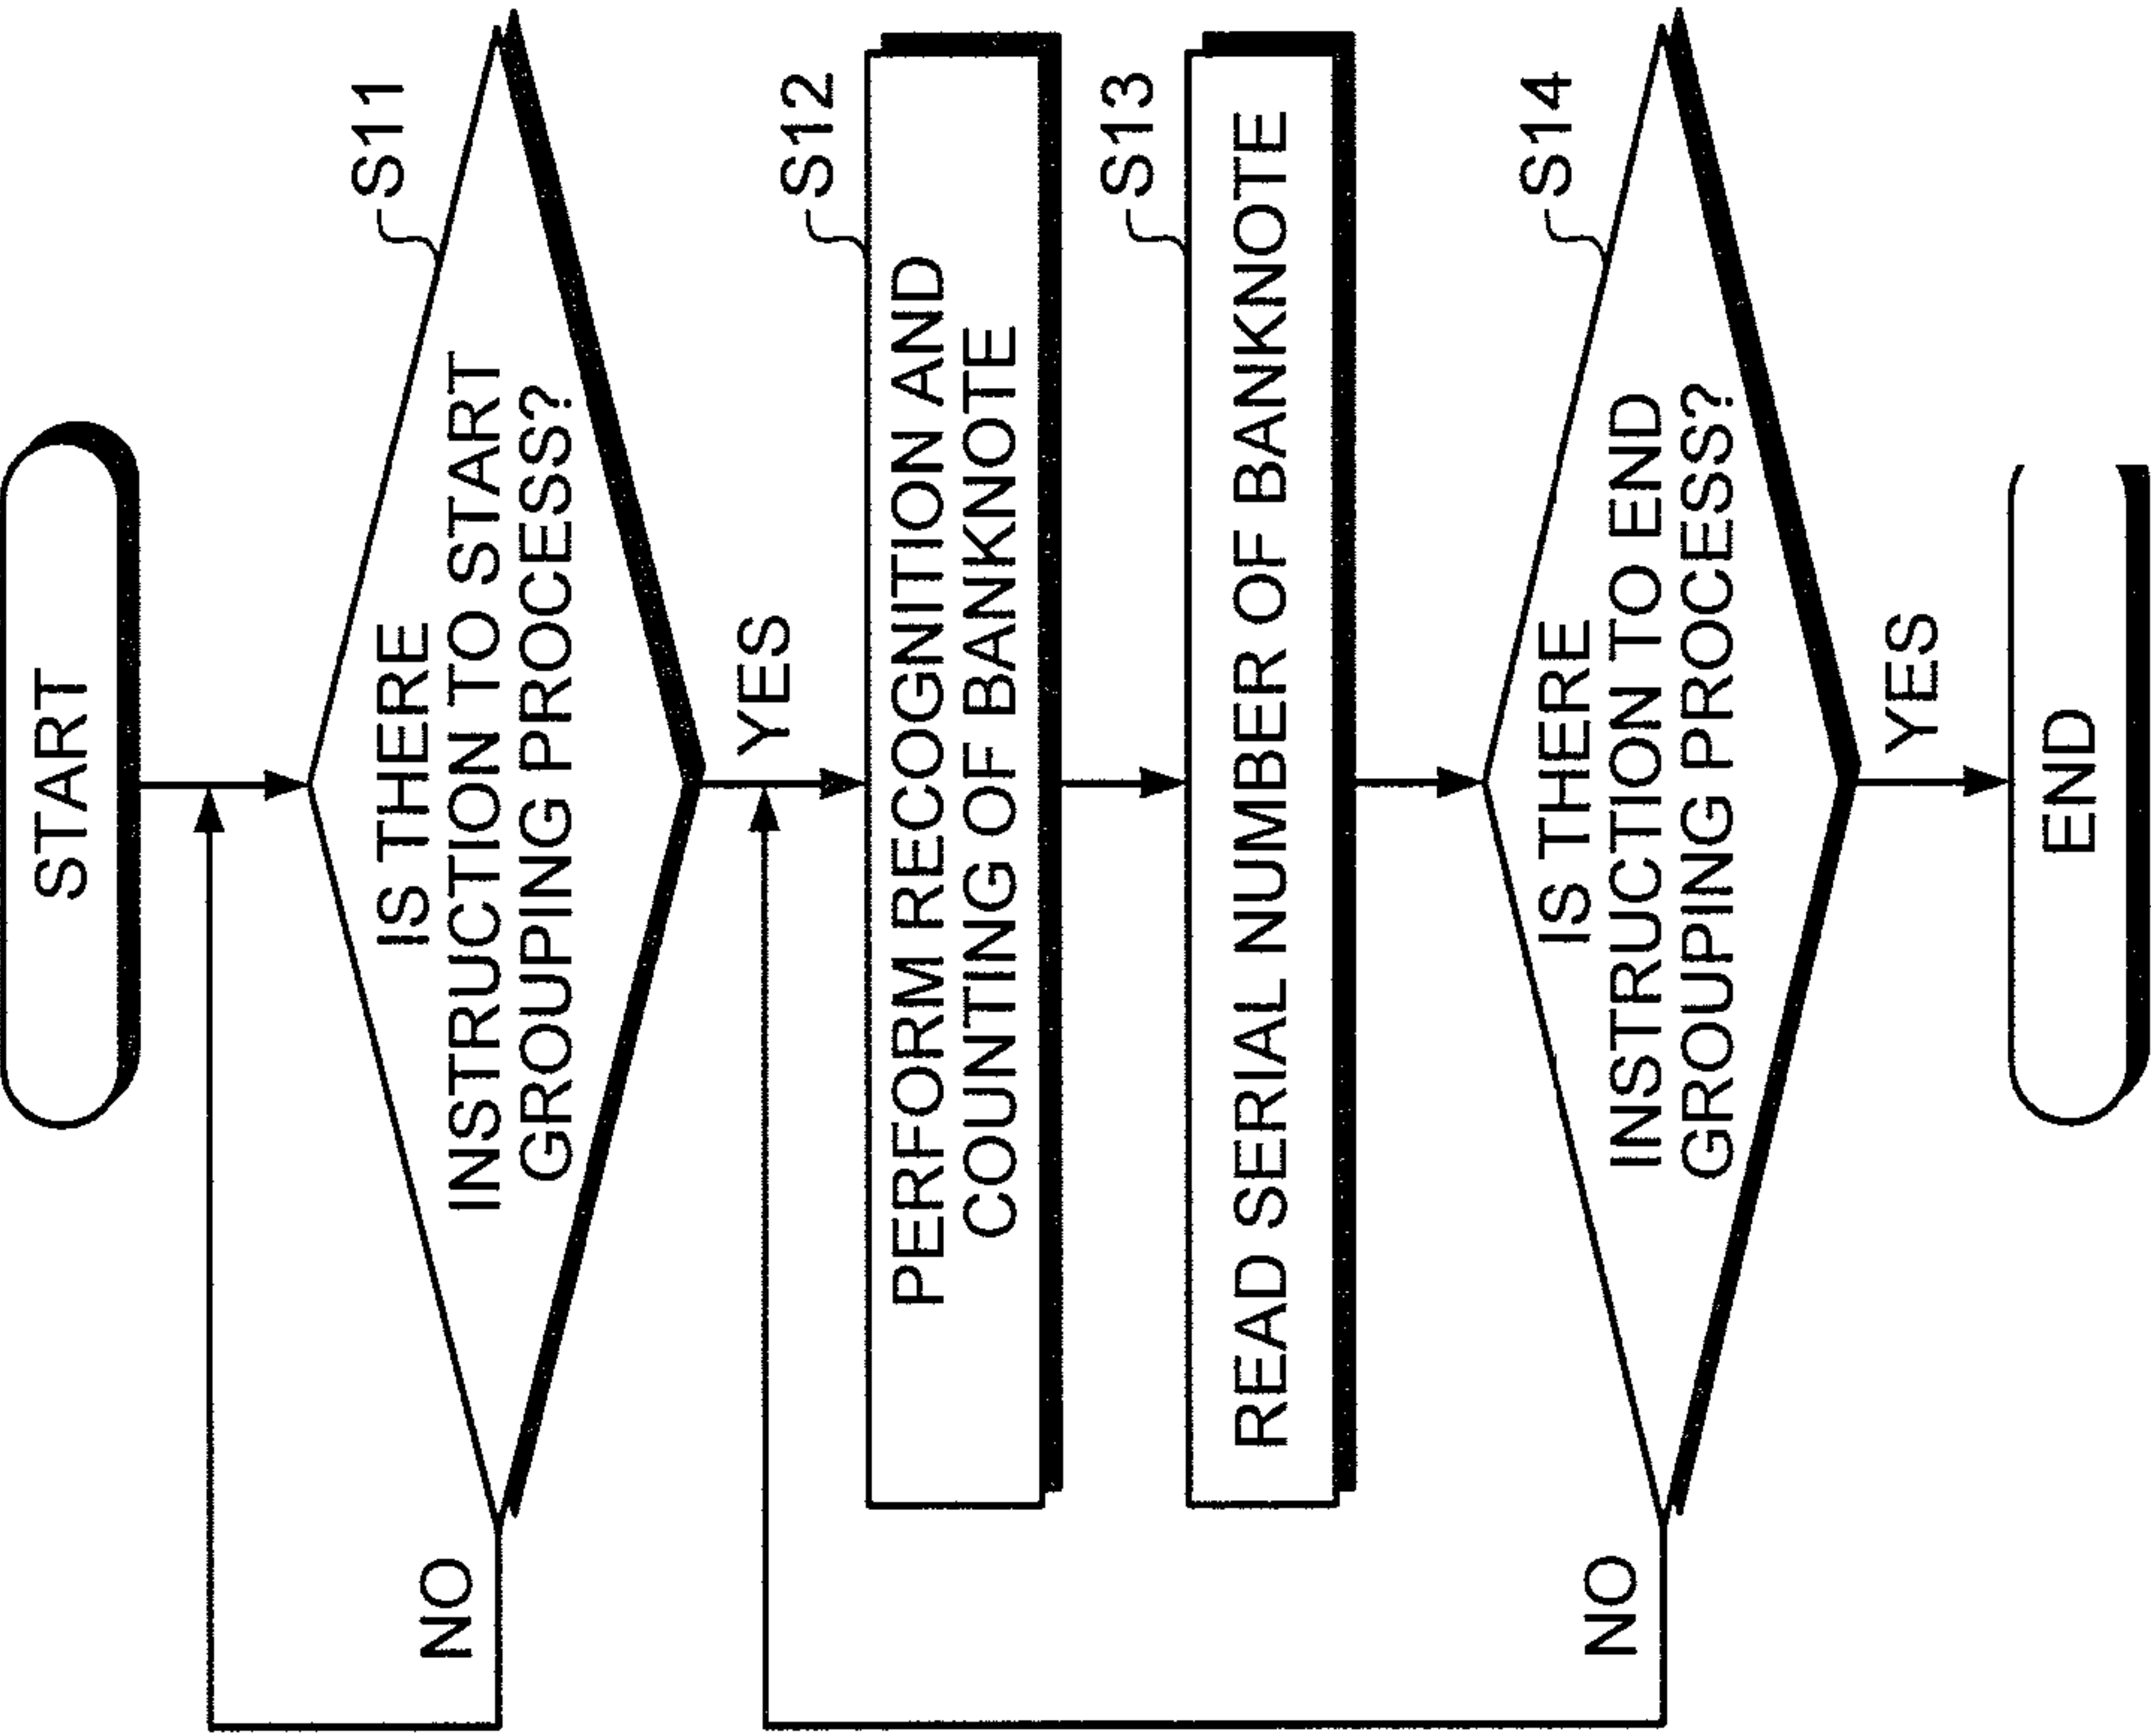 START
S11
IS THERE
INSTRUCTION TO START
GROUPING PROCESS?
NO
YES
S12
PERFORM RECOGNITION AND
COUNTING OF BANKNOTE
S13
READ SERIAL NUMBER OF BANKNOTE
S14
IS THERE
INSTRUCTION TO END
GROUPING PROCESS?
NO
YES
END